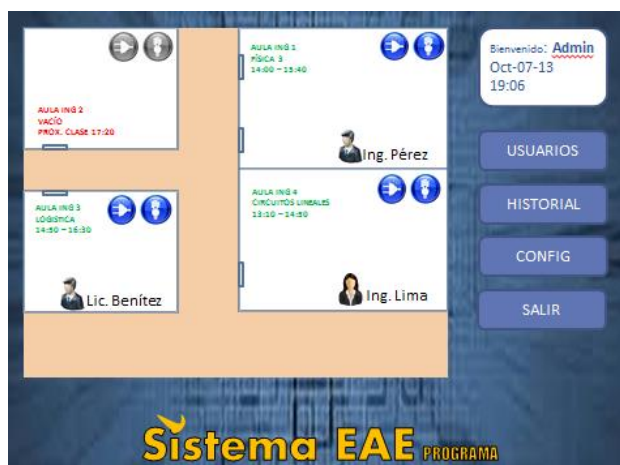 AULA ING 2
VACÍO
PROX. CLASE 17:20
AULA ING 1
FÍSICA 3
14:00 – 15:40
Ing. Pérez
AULA ING 3
LOGISTICA
14:50 – 16:30
Lic. Benítez
AULA ING 4
CIRCUITOS LINEALES
13:10 – 14:50
Ing. Lima
Bienvenido: Admin
Oct-07-13
19:06
USUARIOS
HISTORIAL
CONFIG
SALIR
Sistema EAE PROGRAMA